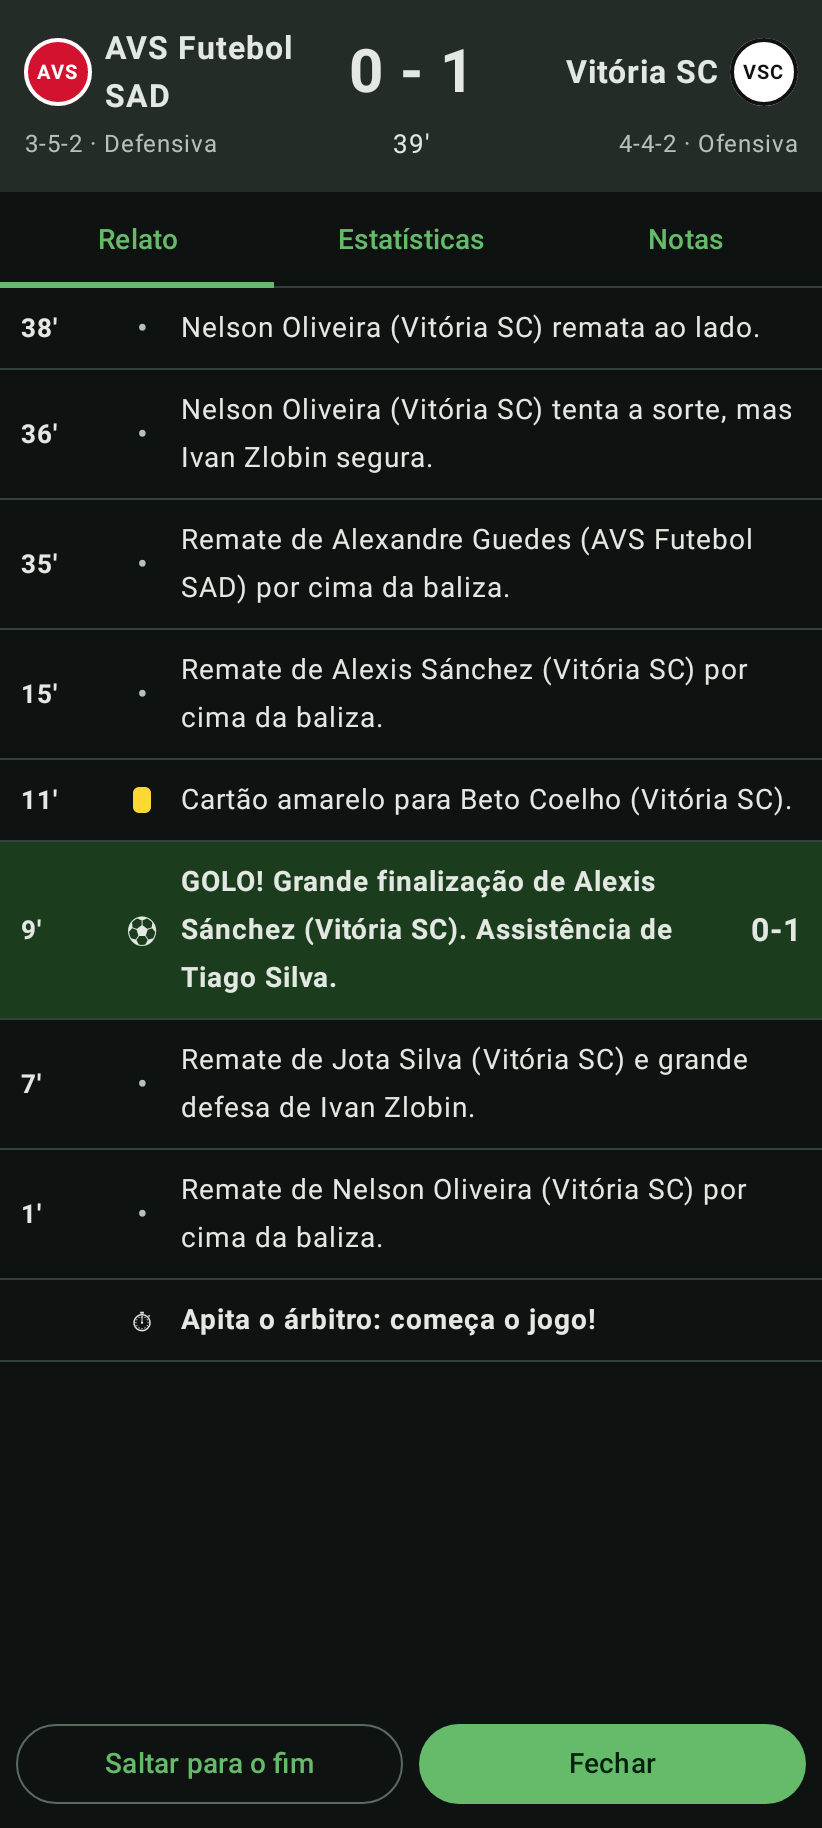 AVS
AVS Futebol
SAD
0 - 1
Vitória SC
VSC
3-5-2 · Defensiva
39'
4-4-2 · Ofensiva
Relato
Estatísticas
Notas
38' • Nelson Oliveira (Vitória SC) remata ao lado.
36' • Nelson Oliveira (Vitória SC) tenta a sorte, mas
Ivan Zlobin segura.
35' • Remate de Alexandre Guedes (AVS Futebol
SAD) por cima da baliza.
15' • Remate de Alexis Sánchez (Vitória SC) por
cima da baliza.
11' Cartão amarelo para Beto Coelho (Vitória SC).
9' GOLO! Grande finalização de Alexis
Sánchez (Vitória SC). Assistência de
Tiago Silva.
0-1
7' • Remate de Jota Silva (Vitória SC) e grande
defesa de Ivan Zlobin.
1' • Remate de Nelson Oliveira (Vitória SC) por
cima da baliza.
Apita o árbitro: começa o jogo!
Saltar para o fim
Fechar